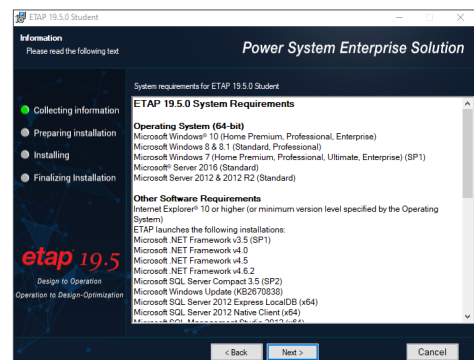 ETAP 19.5.0 Student
Information
Please read the following text
Power System Enterprise Solution
System requirements for ETAP 19.5.0 Student
Collecting information
Preparing installation
Installing
Finalizing Installation
etap 19.5
Design to Operation
Operation to Design-Optimization
ETAP 19.5.0 System Requirements
Operating System (64-bit)
Microsoft Windows® 10 (Home Premium, Professional, Enterprise)
Microsoft Windows 8 & 8.1 (Standard, Professional)
Microsoft Windows 7 (Home Premium, Professional, Ultimate, Enterprise) (SP1)
Microsoft® Server 2016 (Standard)
Microsoft Server 2012 & 2012 R2 (Standard)
Other Software Requirements
Internet Explorer® 10 or higher (or minimum version level specified by the Operating
System)
ETAP launches the following installations:
Microsoft .NET Framework v3.5 (SP1)
Microsoft .NET Framework v4.0
Microsoft .NET Framework v4.5
Microsoft .NET Framework v4.6.2
Microsoft SQL Server Compact 3.5 (SP2)
Microsoft Windows Update (KB2670838)
Microsoft SQL Server 2012 Express LocalDB (x64)
Microsoft SQL Server 2012 Native Client (x64)
Microsoft SQL Management Studio 2012 (x64)
< Back
Next >
Cancel